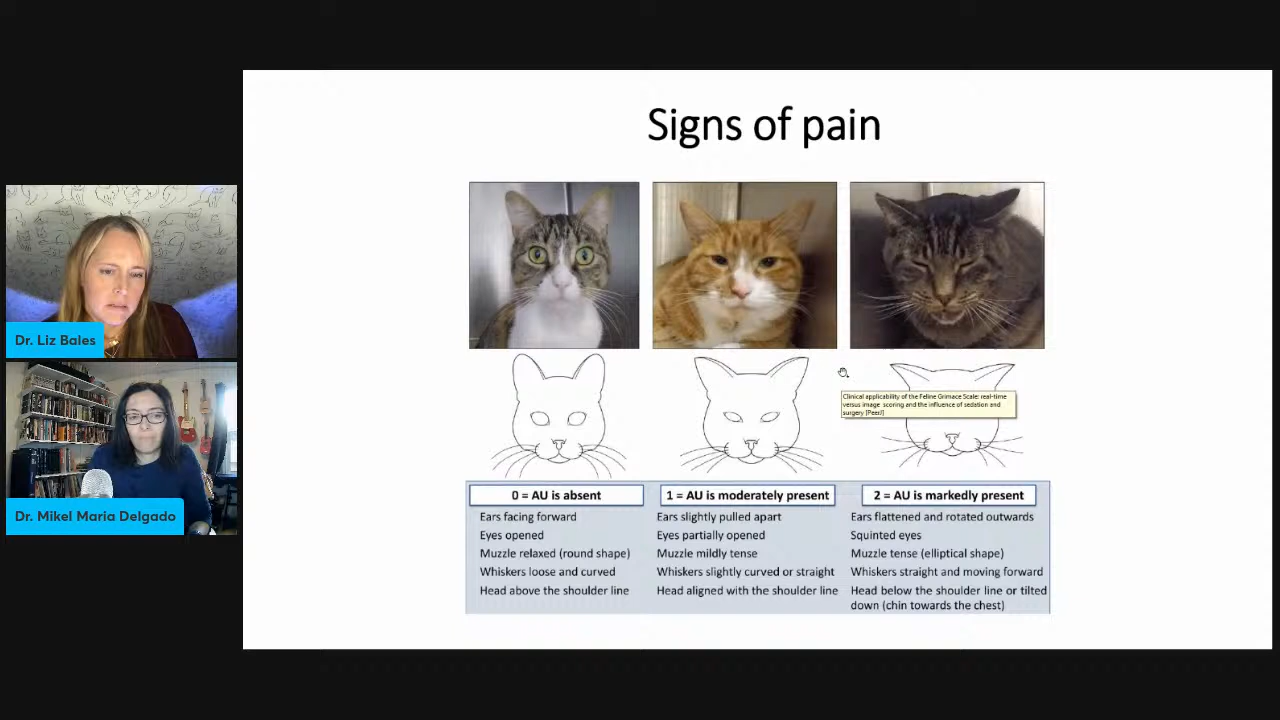 Signs of pain
Dr. Liz Bales
Dr. Mikel Maria Delgado
Clinical applicability of the Feline Grimace Scale: real-time
versus image scoring and the influence of sedation and
surgery [PeerJ]
0 = AU is absent
Ears facing forward
Eyes opened
Muzzle relaxed (round shape)
Whiskers loose and curved
Head above the shoulder line
1 = AU is moderately present
Ears slightly pulled apart
Eyes partially opened
Muzzle mildly tense
Whiskers slightly curved or straight
Head aligned with the shoulder line
2 = AU is markedly present
Ears flattened and rotated outwards
Squinted eyes
Muzzle tense (elliptical shape)
Whiskers straight and moving forward
Head below the shoulder line or tilted
down (chin towards the chest)